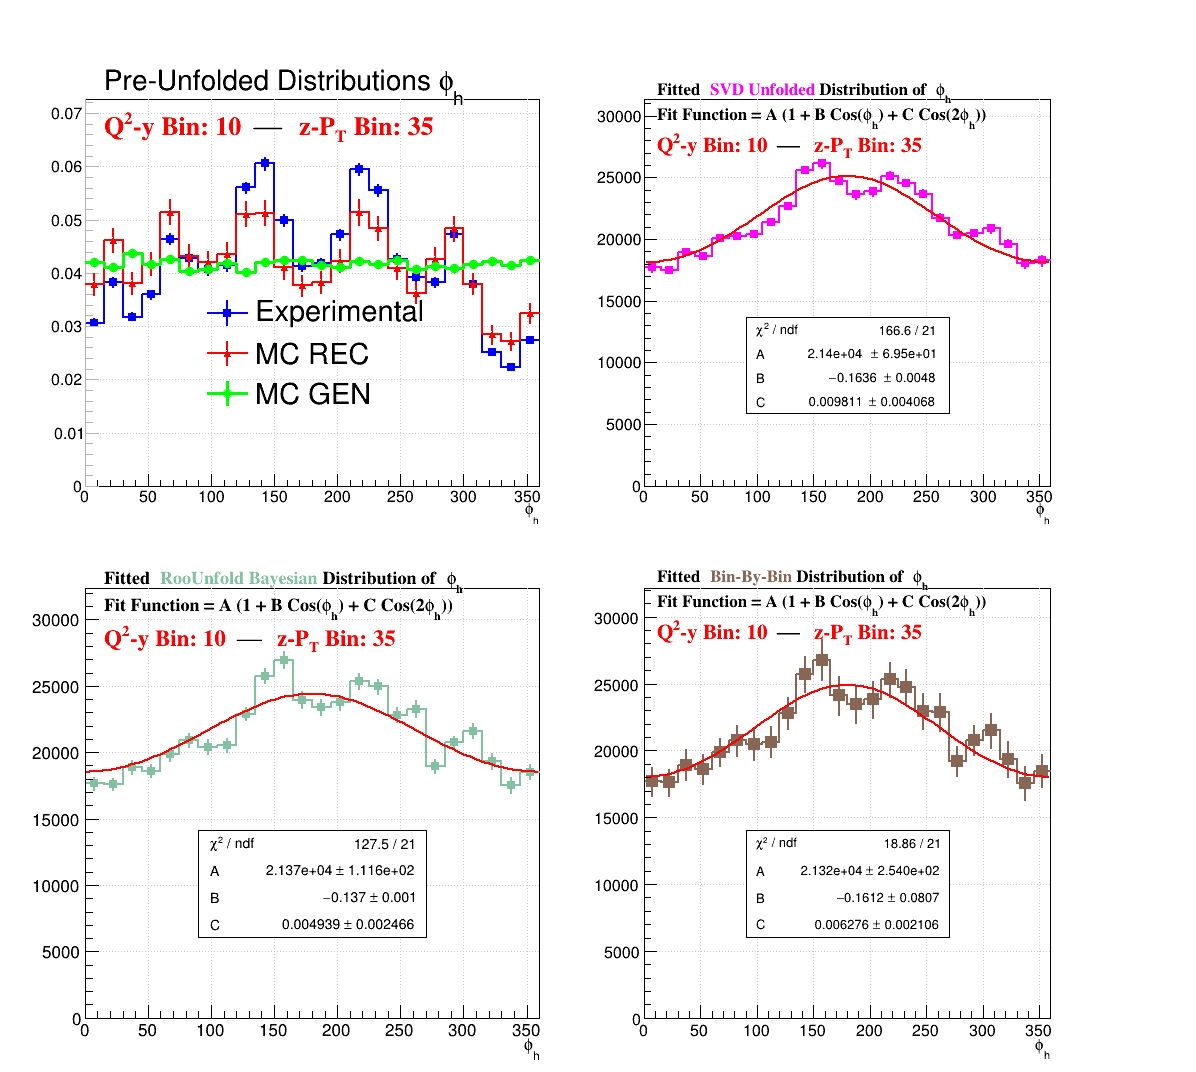 Pre-Unfolded Distributions ϕh
Q2-y Bin: 10 — z-PT Bin: 35
0.07
0.06
0.05
0.04
0.03
0.02
0.01
0
Experimental
MC REC
MC GEN
0 50 100 150 200 250 300 350
ϕh
Fitted SVD Unfolded Distribution of ϕh
Fit Function = A (1 + B Cos(ϕh) + C Cos(2ϕh))
Q2-y Bin: 10 — z-PT Bin: 35
30000
25000
20000
15000
10000
5000
0
χ2 / ndf 166.6 / 21
A 2.14e+04 ± 6.95e+01
B −0.1636 ± 0.0048
C 0.009811 ± 0.004068
0 50 100 150 200 250 300 350
ϕh
Fitted RooUnfold Bayesian Distribution of ϕh
Fit Function = A (1 + B Cos(ϕh) + C Cos(2ϕh))
Q2-y Bin: 10 — z-PT Bin: 35
30000
25000
20000
15000
10000
5000
0
χ2 / ndf 127.5 / 21
A 2.137e+04 ± 1.116e+02
B −0.137 ± 0.001
C 0.004939 ± 0.002466
0 50 100 150 200 250 300 350
ϕh
Fitted Bin-By-Bin Distribution of ϕh
Fit Function = A (1 + B Cos(ϕh) + C Cos(2ϕh))
Q2-y Bin: 10 — z-PT Bin: 35
30000
25000
20000
15000
10000
5000
0
χ2 / ndf 18.86 / 21
A 2.132e+04 ± 2.540e+02
B −0.1612 ± 0.0807
C 0.006276 ± 0.002106
0 50 100 150 200 250 300 350
ϕh